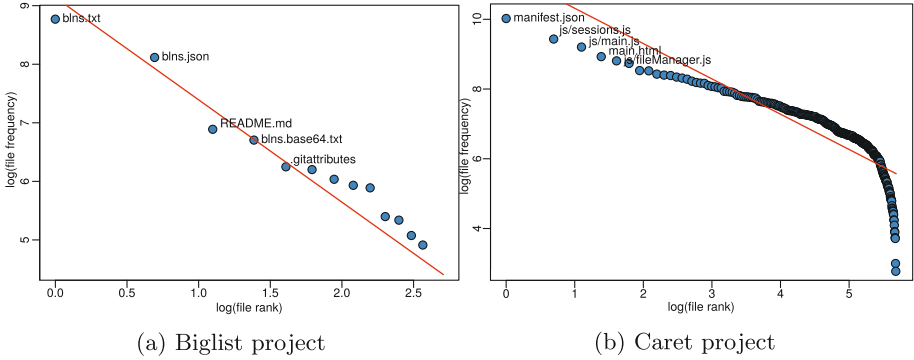 9
8
7
6
5
log(file frequency)
blns.txt
blns.json
README.md
blns.base64.txt
.gitattributes
0.0 0.5 1.0 1.5 2.0 2.5
log(file rank)
(a) Biglist project
10
8
6
4
log(file frequency)
manifest.json
js/sessions.js
js/main.js
main.html
js/fileManager.js
0 1 2 3 4 5
log(file rank)
(b) Caret project